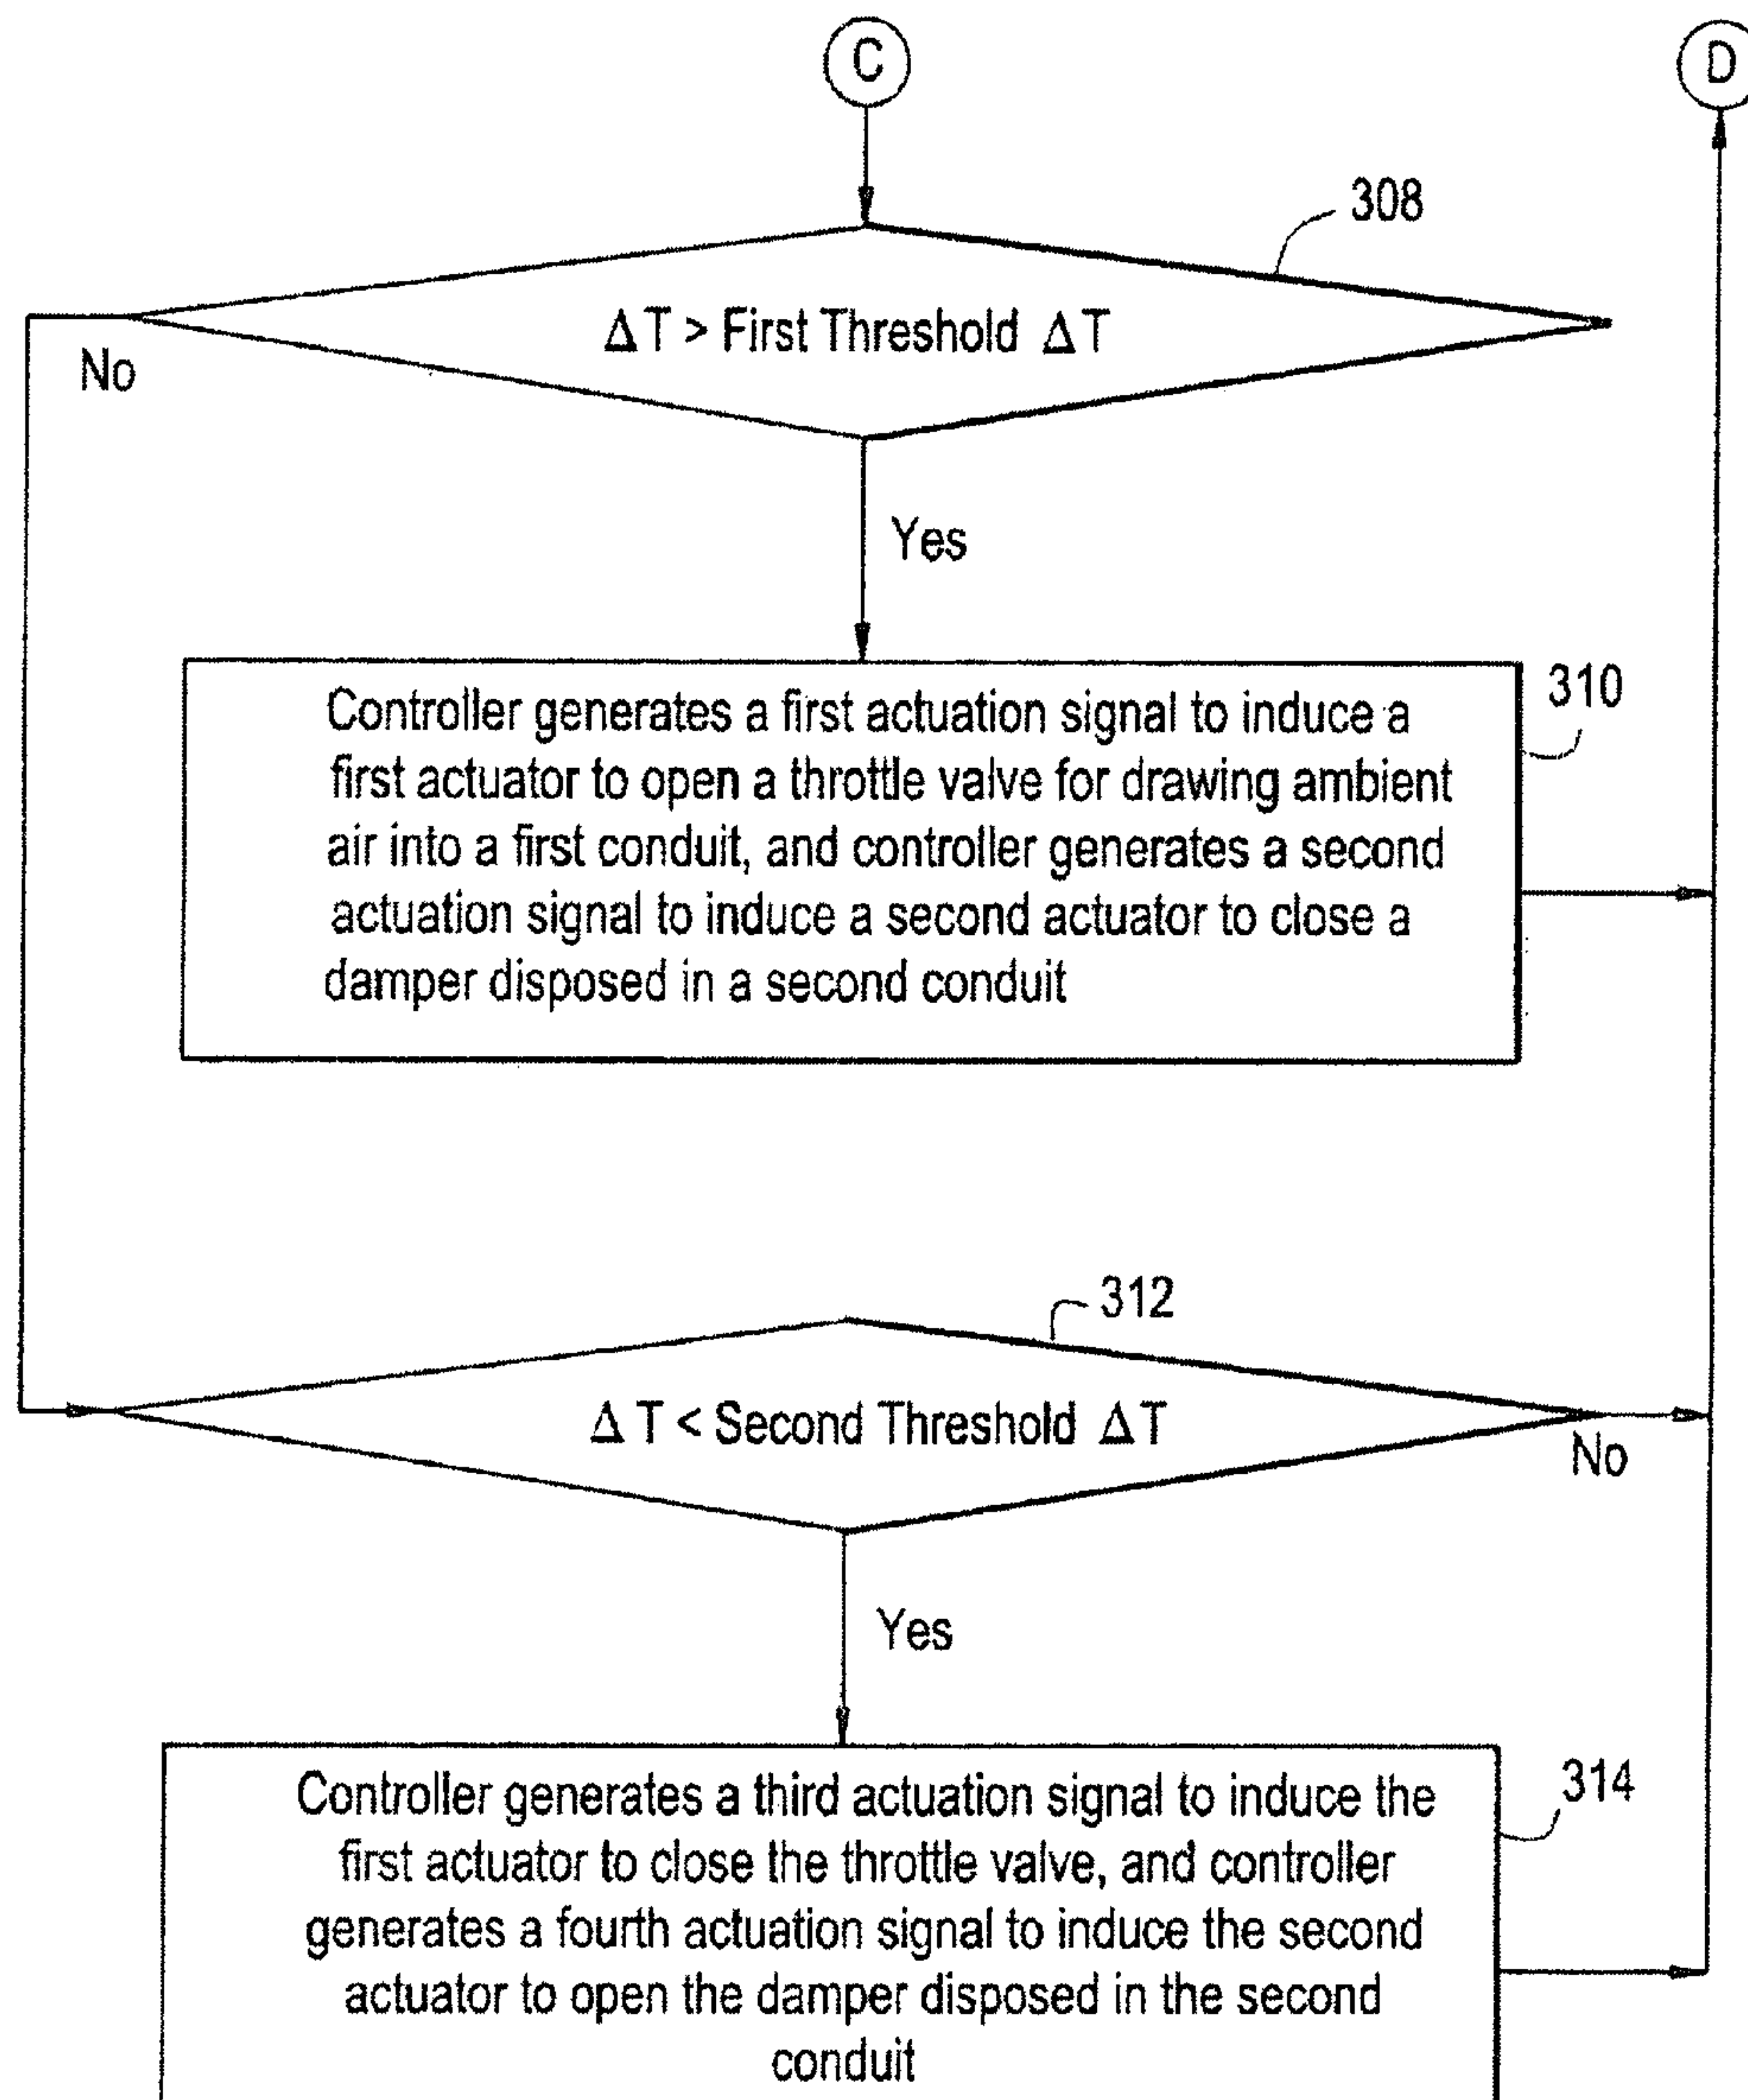 C
D
308
Δ T > First Threshold Δ T
No
Yes
310
Controller generates a first actuation signal to induce a
first actuator to open a throttle valve for drawing ambient
air into a first conduit, and controller generates a second
actuation signal to induce a second actuator to close a
damper disposed in a second conduit
312
Δ T < Second Threshold Δ T
No
Yes
314
Controller generates a third actuation signal to induce the
first actuator to close the throttle valve, and controller
generates a fourth actuation signal to induce the second
actuator to open the damper disposed in the second
conduit